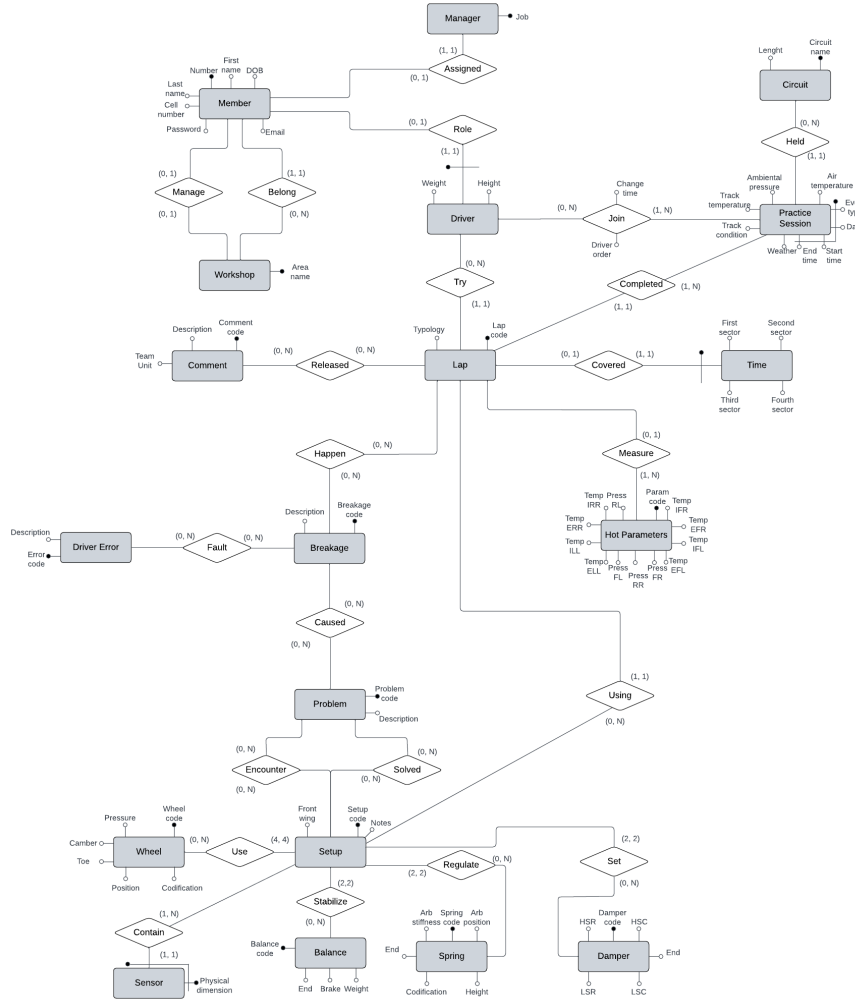 Manager
Job
(1, 1)
Assigned
(0, 1)
First
name
Number
DOB
Last
name
Cell
number
Member
Password
Email
Lenght
Circuit
name
Circuit
(0, N)
Held
(1, 1)
(0, 1)
Role
(1, 1)
(0, 1)
Manage
(0, 1)
(1, 1)
Belong
(0, N)
Workshop
Area
name
Weight
Height
Driver
(0, N)
Change
time
Join
(1, N)
Driver
order
Ambiental
pressure
Air
temperature
Track
temperature
Track
condition
Practice
Session
Weather
End
time
Start
time
(0, N)
Try
(1, 1)
Completed
(1, N)
(1, 1)
Description
Comment
code
Team
Unit
Comment
(0, N)
Released
(0, N)
Typology
Lap
code
Lap
(0, 1)
Covered
(1, 1)
First
sector
Second
sector
Time
Third
sector
Fourth
sector
Happen
(0, N)
(0, N)
(0, 1)
Measure
(1, N)
Temp
IRR
Press
RL
Param
code
Temp
IFR
Temp
ERR
Temp
EFR
Hot Parameters
Temp
ILL
Temp
IFL
Temp
ELL
Press
FL
Press
RR
Press
FR
Temp
EFL
Description
Error
code
Driver Error
(0, N)
Fault
(0, N)
Description
Breakage
code
Breakage
(0, N)
Caused
(0, N)
Problem
Problem
code
Description
(0, N)
Encounter
(0, N)
(0, N)
Solved
(0, N)
(1, 1)
Using
(0, N)
Pressure
Wheel
code
Camber
Toe
Wheel
Position
Codification
(0, N)
Use
(4, 4)
Front
wing
Setup
code
Notes
Setup
(2, 2)
Regulate
(0, N)
(2, 2)
Set
(0, N)
(2,2)
Stabilize
(0, N)
(1, N)
Contain
(1, 1)
Sensor
Physical
dimension
Balance
code
Balance
End
Brake
Weight
Arb
stiffness
Spring
code
Arb
position
End
Spring
Codification
Height
HSR
Damper
code
HSC
Damper
End
LSR
LSC